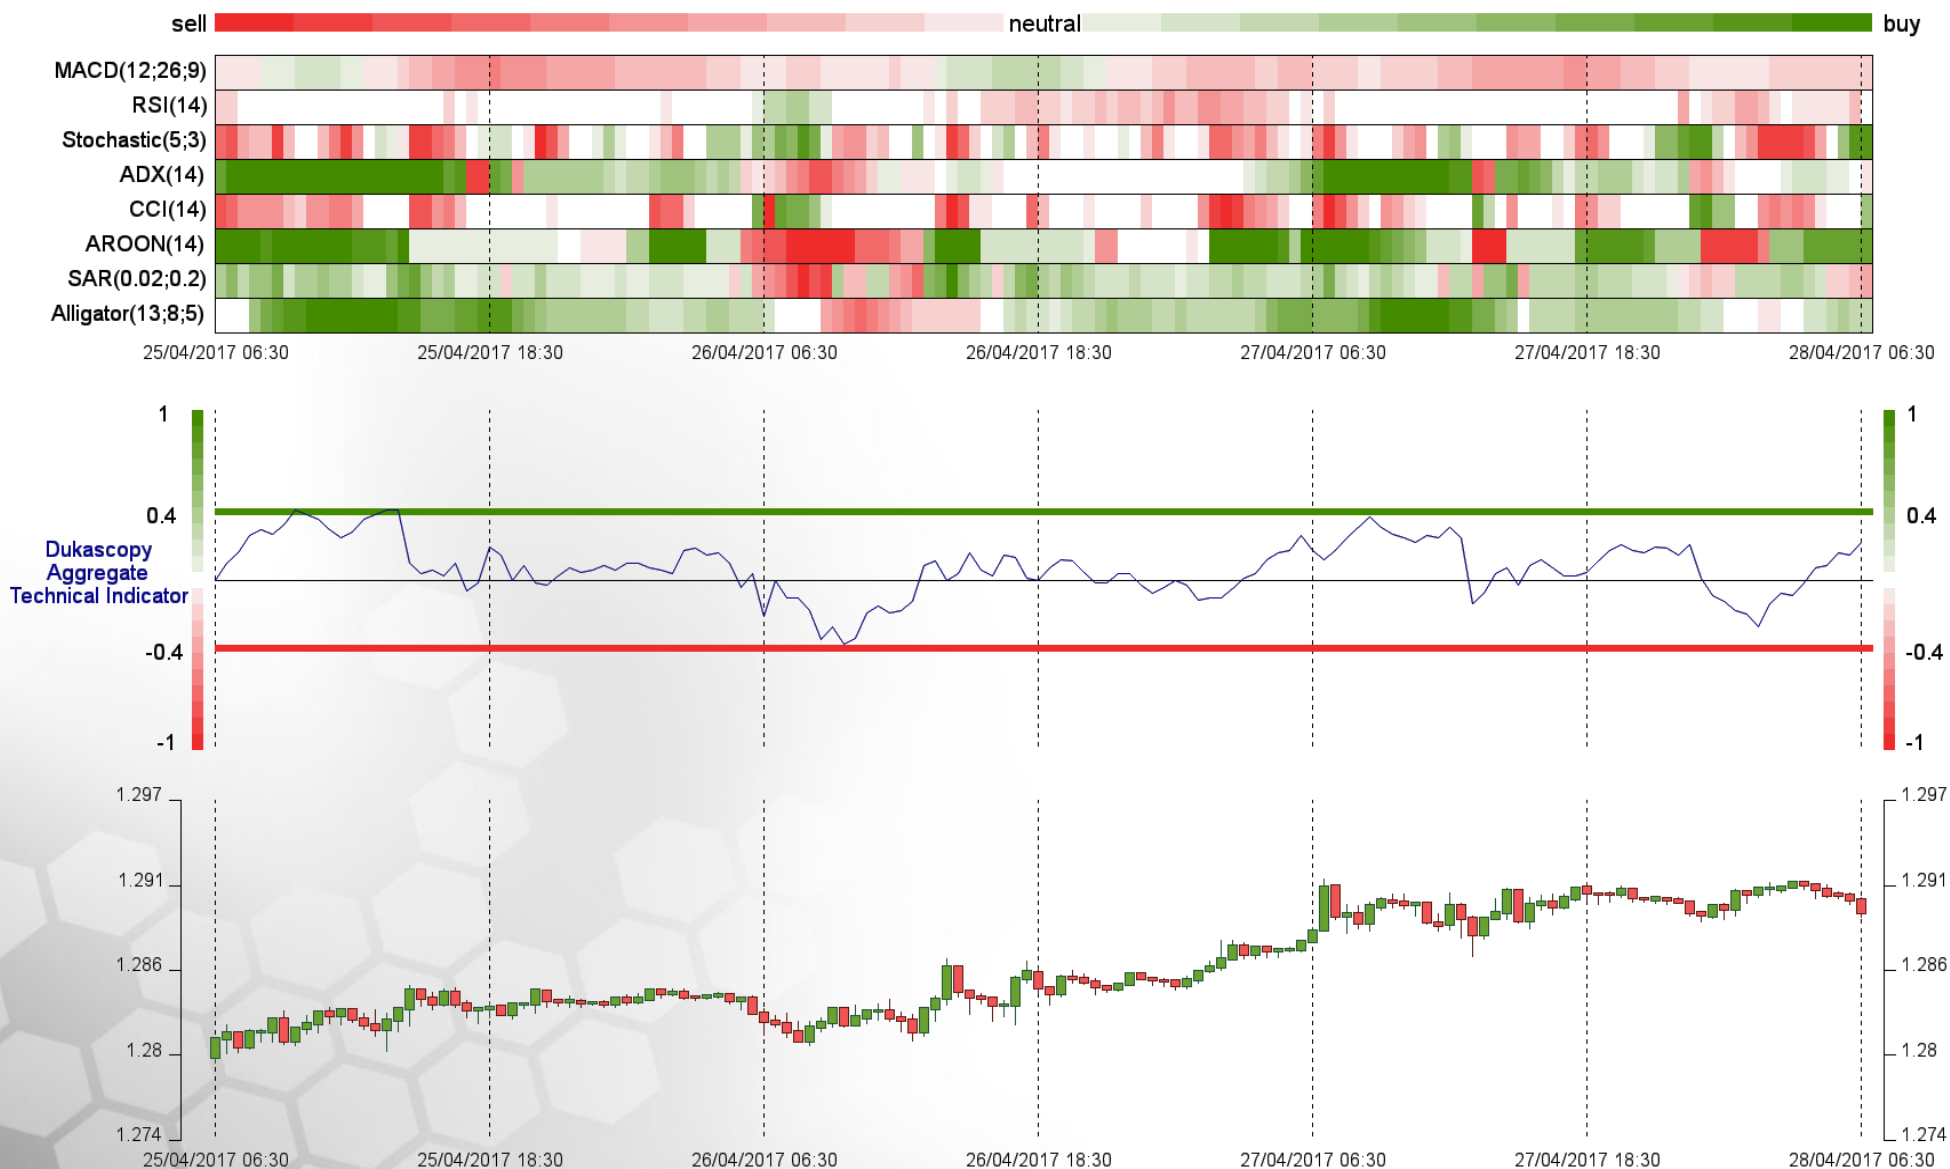 sell neutral buy
MACD(12;26;9)
RSI(14)
Stochastic(5;3)
ADX(14)
CCI(14)
AROON(14)
SAR(0.02;0.2)
Alligator(13;8;5)
25/04/2017 06:30 25/04/2017 18:30 26/04/2017 06:30 26/04/2017 18:30 27/04/2017 06:30 27/04/2017 18:30 28/04/2017 06:30
1 1
0.4 0.4
Dukascopy
Aggregate
Technical Indicator
-0.4 -0.4
-1 -1
1.297 1.297
1.291 1.291
1.286 1.286
1.28 1.28
1.274 1.274
25/04/2017 06:30 25/04/2017 18:30 26/04/2017 06:30 26/04/2017 18:30 27/04/2017 06:30 27/04/2017 18:30 28/04/2017 06:30